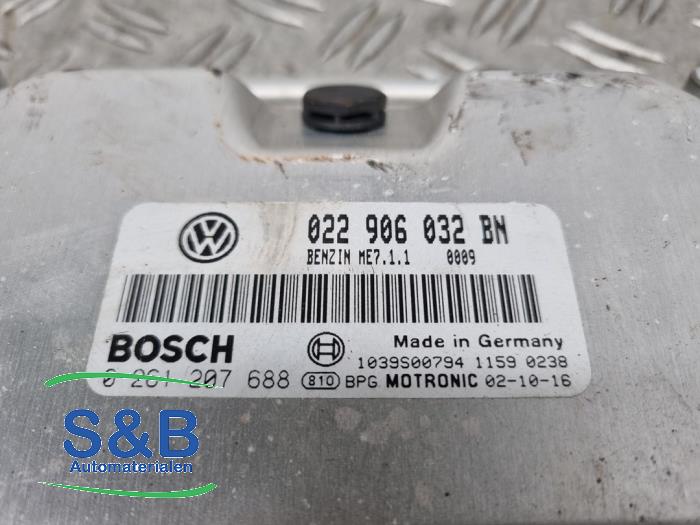 022 906 032 BN
BENZIN ME7.1.1 0009
BOSCH
Made in Germany
1039S00794 1159 0238
0 261 207 688 810 BPG MOTRONIC 02-10-16
S&B
Automaterialen